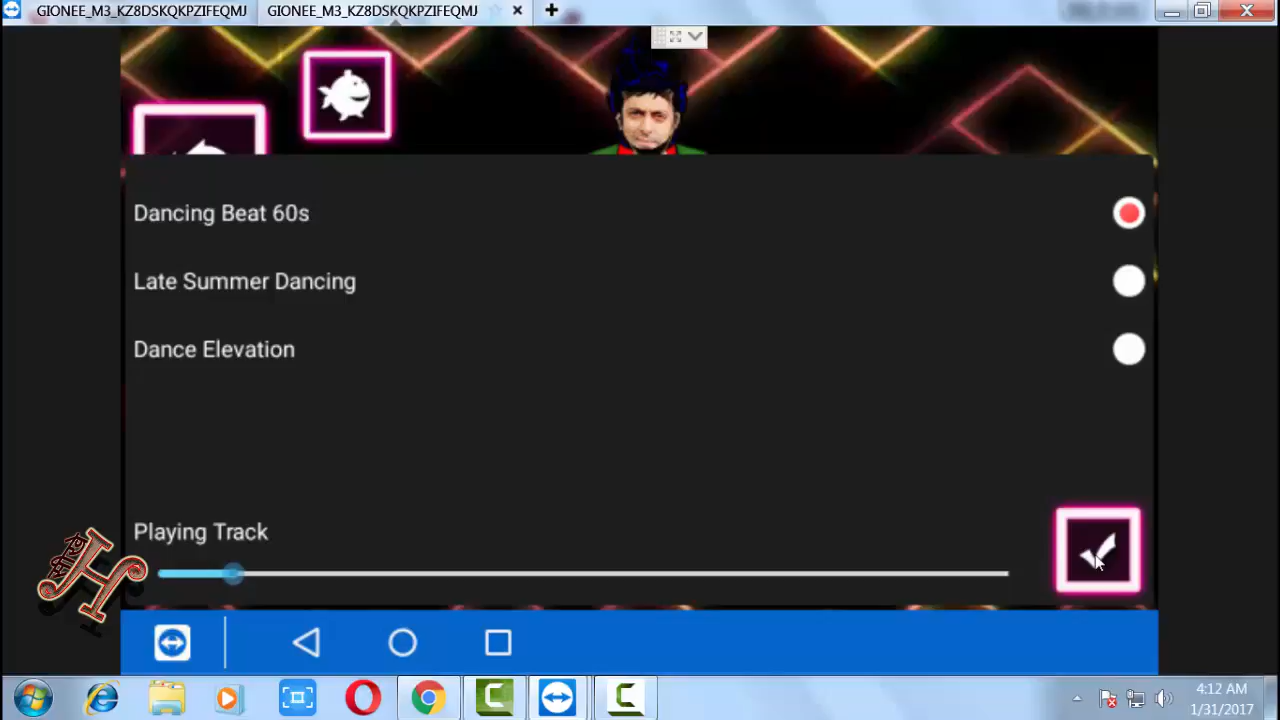 GIONEE_M3_KZ8DSKQKPZIFEQMJ
GIONEE_M3_KZ8DSKQKPZIFEQMJ
Dancing Beat 60s
Late Summer Dancing
Dance Elevation
Playing Track
H
4:12 AM
1/31/2017